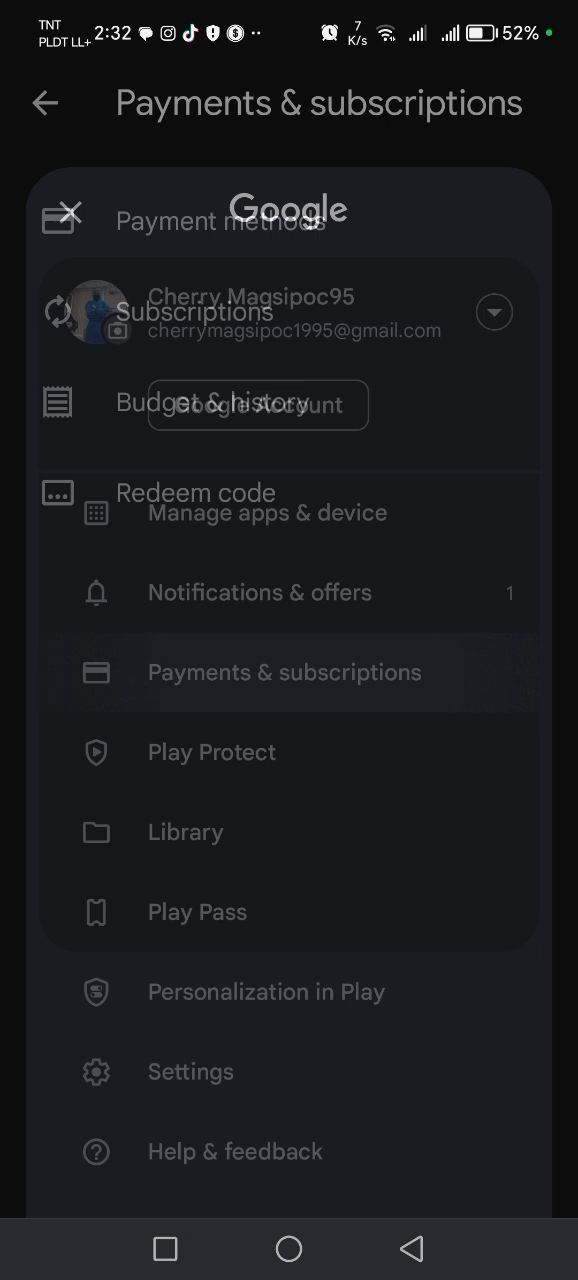 TNT
PLDT LL+
2:32
7
K/s
52%
Payments & subscriptions
Google
Payment methods
Cherry Magsipoc95
Subscriptions
cherrymagsipoc1995@gmail.com
Budget & history
Google Account
Redeem code
Manage apps & device
Notifications & offers 1
Payments & subscriptions
Play Protect
Library
Play Pass
Personalization in Play
Settings
Help & feedback